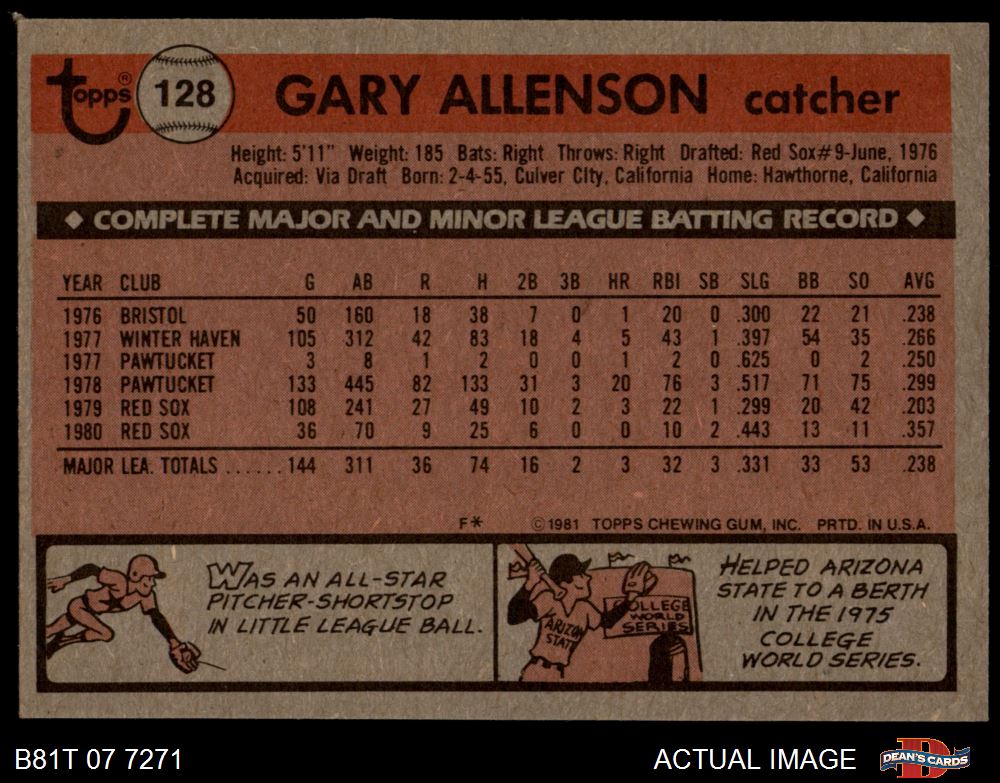 Topps® 128 GARY ALLENSON catcher
Height: 5'11" Weight: 185 Bats: Right Throws: Right Drafted: Red Sox#9-June, 1976
Acquired: Via Draft Born: 2-4-55, Culver City, California Home: Hawthorne, California
◆ COMPLETE MAJOR AND MINOR LEAGUE BATTING RECORD ◆
YEAR CLUB G AB R H 2B 3B HR RBI SB SLG BB SO AVG
1976 BRISTOL 50 160 18 38 7 0 1 20 0 .300 22 21 .238
1977 WINTER HAVEN 105 312 42 83 18 4 5 43 1 .397 54 35 .266
1977 PAWTUCKET 3 8 1 2 0 0 1 2 0 .625 0 2 .250
1978 PAWTUCKET 133 445 82 133 31 3 20 76 3 .517 71 75 .299
1979 RED SOX 108 241 27 49 10 2 3 22 1 .299 20 42 .203
1980 RED SOX 36 70 9 25 6 0 0 10 2 .443 13 11 .357
MAJOR LEA. TOTALS ...... 144 311 36 74 16 2 3 32 3 .331 33 53 .238
F* ©1981 TOPPS CHEWING GUM, INC. PRTD. IN U.S.A.
WAS AN ALL-STAR
PITCHER-SHORTSTOP
IN LITTLE LEAGUE BALL.
ARIZONA
STATE
COLLEGE
WORLD
SERIES
HELPED ARIZONA
STATE TO A BERTH
IN THE 1975
COLLEGE
WORLD SERIES.
B81T 07 7271 ACTUAL IMAGE DEAN'S CARDS